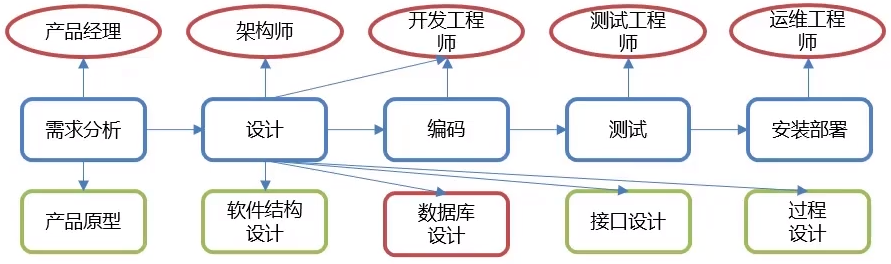 产品经理
架构师
开发工程
师
测试工程
师
运维工程
师
需求分析
设计
编码
测试
安装部署
产品原型
软件结构
设计
数据库
设计
接口设计
过程
设计